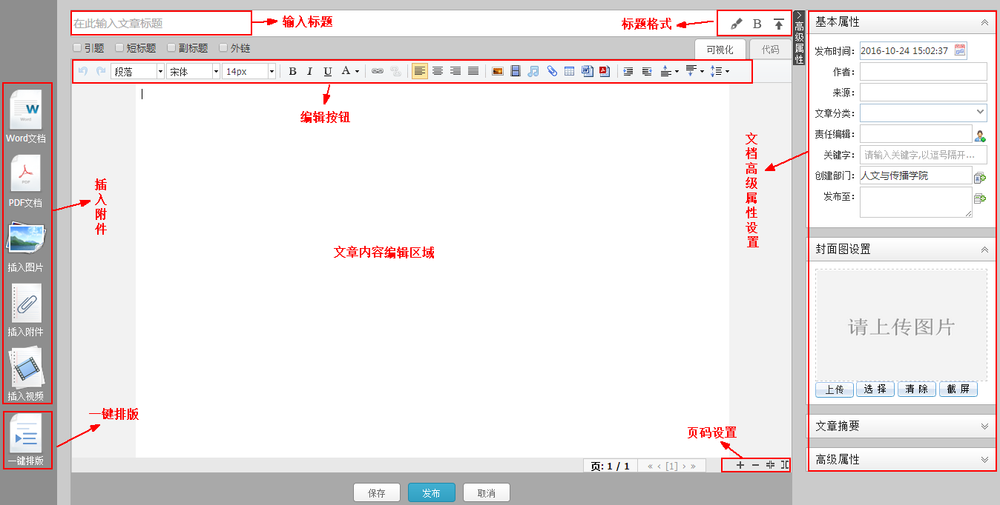 在此输入文章标题
输入标题
标题格式
B
引题 短标题 副标题 外链
可视化 代码
段落 宋体 14px B I U A
编辑按钮
Word文档
PDF文档
插入图片
插入附件
插入视频
一键排版
插入附件
一键排版
文章内容编辑区域
文档高级属性设置
页码设置
页: 1 / 1 « ‹ [1] › »
保存 发布 取消
高级属性
基本属性
发布时间: 2016-10-24 15:02:37
作者:
来源:
文章分类:
责任编辑:
关键字: 请输入关键字,以逗号隔开...
创建部门: 人文与传播学院
发布至:
封面图设置
请上传图片
上传 选择 清除 截屏
文章摘要
高级属性